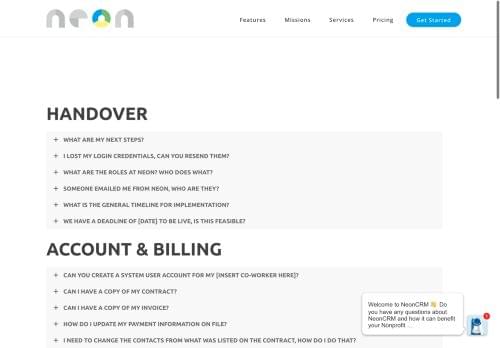 neon
Features Missions Services Pricing Get Started
HANDOVER
+ WHAT ARE MY NEXT STEPS?
+ I LOST MY LOGIN CREDENTIALS, CAN YOU RESEND THEM?
+ WHAT ARE THE ROLES AT NEON? WHO DOES WHAT?
+ SOMEONE EMAILED ME FROM NEON, WHO ARE THEY?
+ WHAT IS THE GENERAL TIMELINE FOR IMPLEMENTATION?
+ WE HAVE A DEADLINE OF [DATE] TO BE LIVE, IS THIS FEASIBLE?
ACCOUNT & BILLING
+ CAN YOU CREATE A SYSTEM USER ACCOUNT FOR MY [INSERT CO-WORKER HERE]?
+ CAN I HAVE A COPY OF MY CONTRACT?
+ CAN I HAVE A COPY OF MY INVOICE?
+ HOW DO I UPDATE MY PAYMENT INFORMATION ON FILE?
+ I NEED TO CHANGE THE CONTACTS FROM WHAT WAS LISTED ON THE CONTRACT, HOW DO I DO THAT?
Welcome to NeonCRM 👋 Do
you have any questions about
NeonCRM and how it can benefit
your Nonprofit ...
1